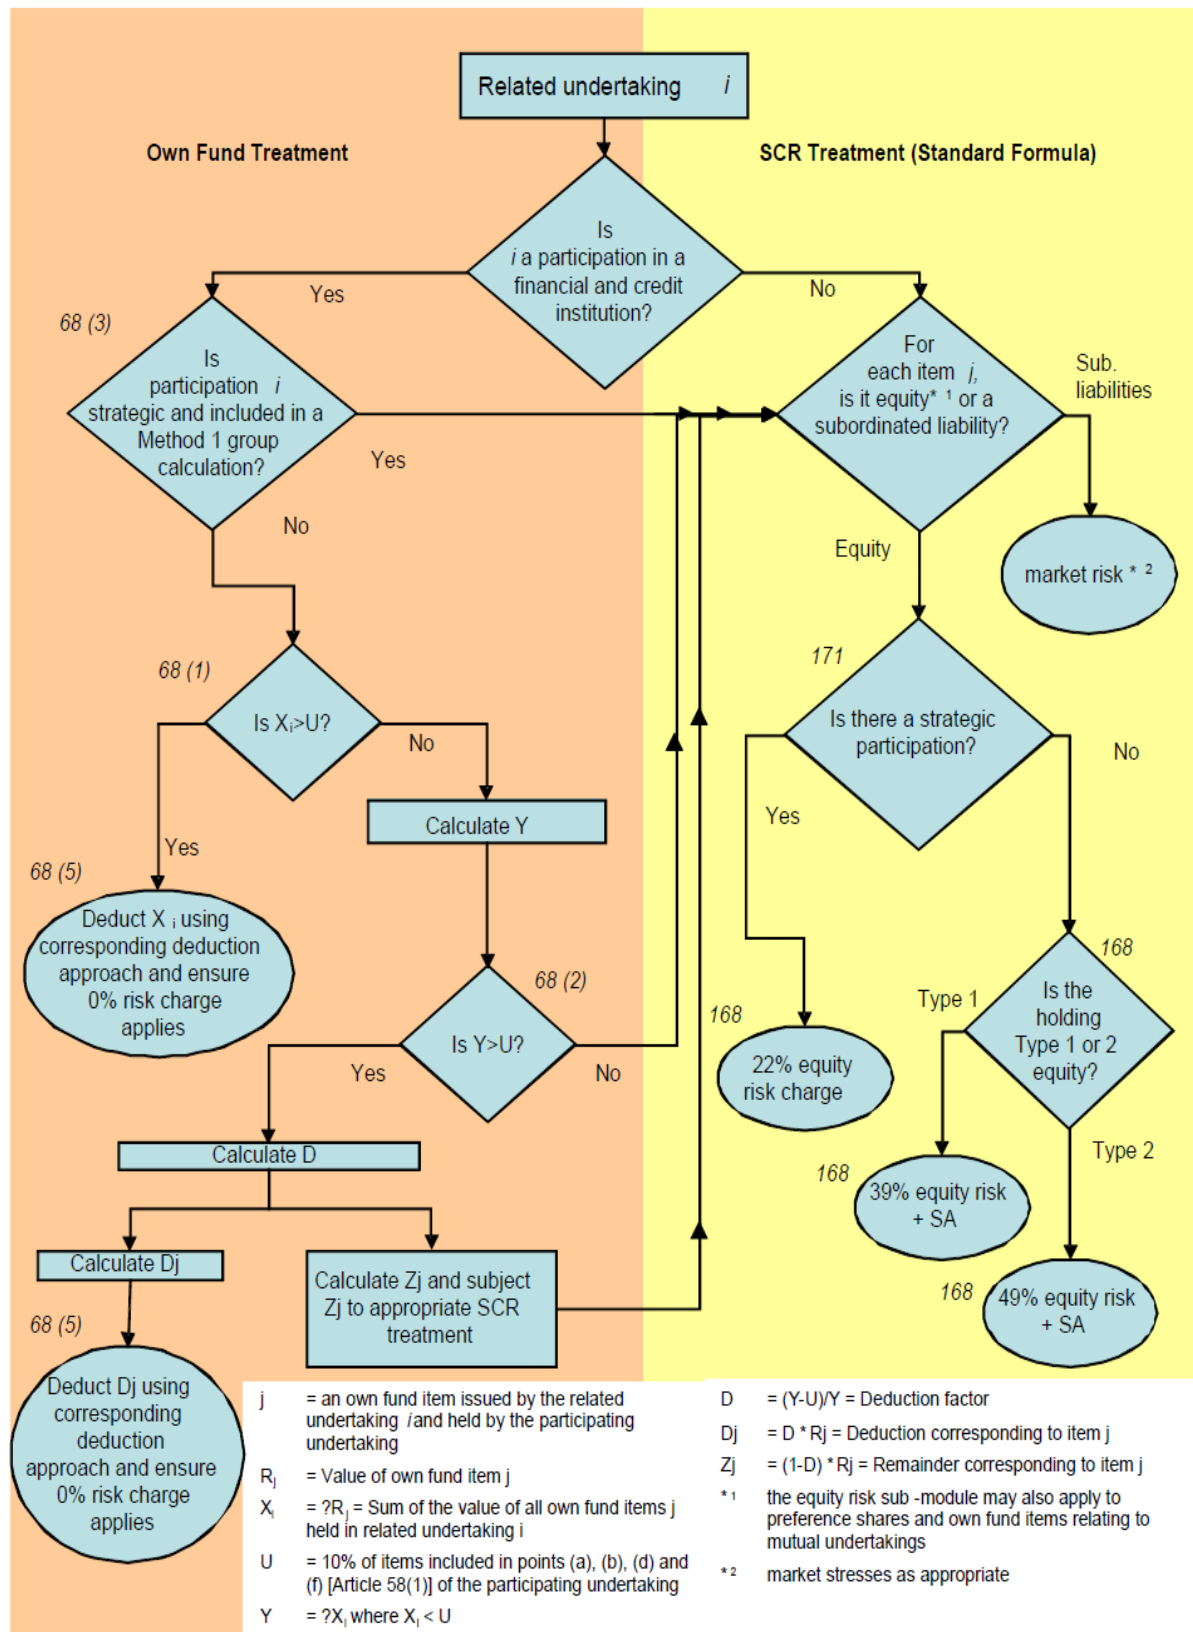 Related undertaking i
Own Fund Treatment
SCR Treatment (Standard Formula)
Is
i a participation in a
financial and credit
institution?
Yes
No
68 (3)
Is
participation i
strategic and included in a
Method 1 group
calculation?
Yes
No
For
each item j,
is it equity* 1 or a
subordinated liability?
Sub.
liabilities
Equity
market risk * 2
68 (1)
Is Xi>U?
No
Yes
Calculate Y
171
Is there a strategic
participation?
No
Yes
68 (5)
Deduct X i using
corresponding deduction
approach and ensure
0% risk charge
applies
68 (2)
Is Y>U?
Yes
No
168
22% equity
risk charge
168
Type 1
Is the
holding
Type 1 or 2
equity?
Type 2
168
39% equity risk
+ SA
168
49% equity risk
+ SA
Calculate D
Calculate Dj
Calculate Zj and subject
Zj to appropriate SCR
treatment
68 (5)
Deduct Dj using
corresponding
deduction
approach and ensure
0% risk charge
applies
j = an own fund item issued by the related
undertaking i and held by the participating
undertaking
Rj = Value of own fund item j
Xi = ?Rj = Sum of the value of all own fund items j
held in related undertaking i
U = 10% of items included in points (a), (b), (d) and
(f) [Article 58(1)] of the participating undertaking
Y = ?Xi where Xi < U
D = (Y-U)/Y = Deduction factor
Dj = D * Rj = Deduction corresponding to item j
Zj = (1-D) * Rj = Remainder corresponding to item j
* 1 the equity risk sub -module may also apply to
preference shares and own fund items relating to
mutual undertakings
* 2 market stresses as appropriate